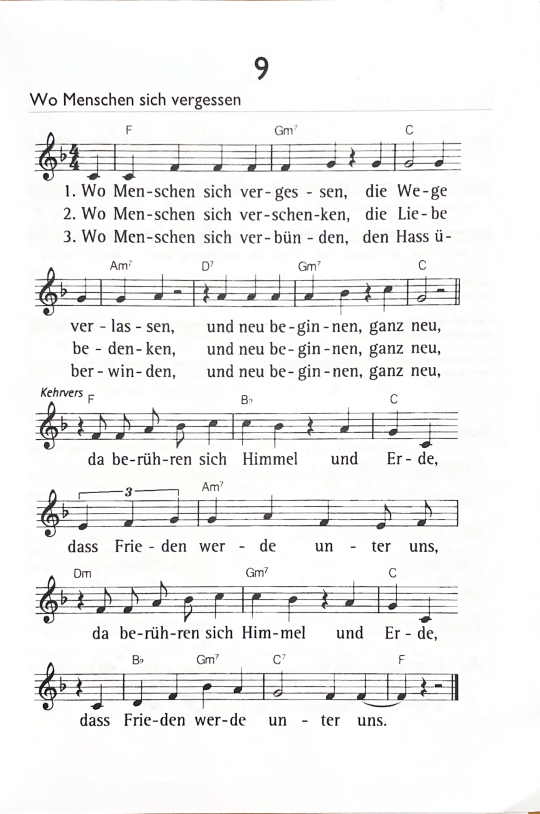 9
Wo Menschen sich vergessen
F Gm7 C
4
4
1. Wo Men-schen sich ver-ges - sen, die We-ge
2. Wo Men-schen sich ver-schen-ken, die Lie-be
3. Wo Men-schen sich ver-bün - den, den Hass ü-
Am7 D7 Gm7 C
ver - las - sen, und neu be-gin-nen, ganz neu,
be - den-ken, und neu be-gin-nen, ganz neu,
ber-win-den, und neu be-gin-nen, ganz neu,
Kehrvers F B♭ C
da be-rüh-ren sich Himmel und Er-de,
3 Am7
dass Frie-den wer - de un - ter uns,
Dm Gm7 C
da be-rüh-ren sich Him-mel und Er-de,
B♭ Gm7 C7 F
dass Frie-den wer-de un - ter uns.